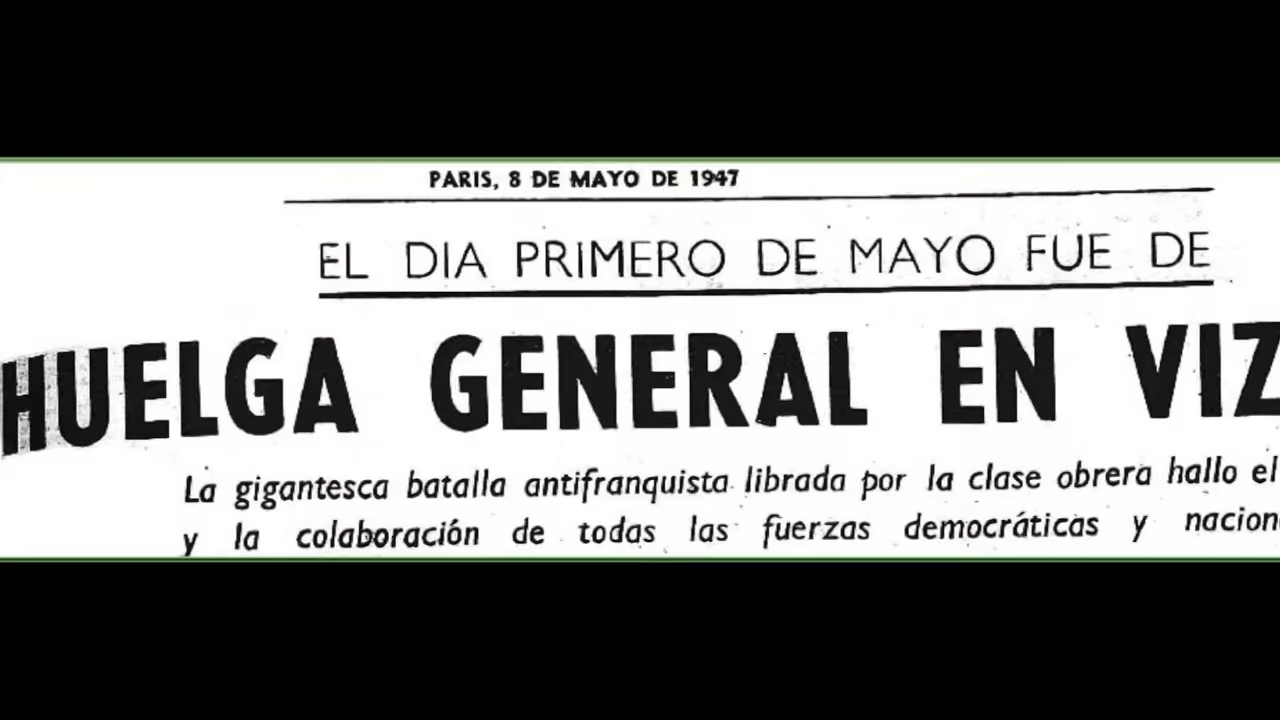 PARIS, 8 DE MAYO DE 1947
EL DIA PRIMERO DE MAYO FUE DE
HUELGA GENERAL EN VIZ
La gigantesca batalla antifranquista librada por la clase obrera hallo el
y la colaboración de todas las fuerzas democráticas y nacion